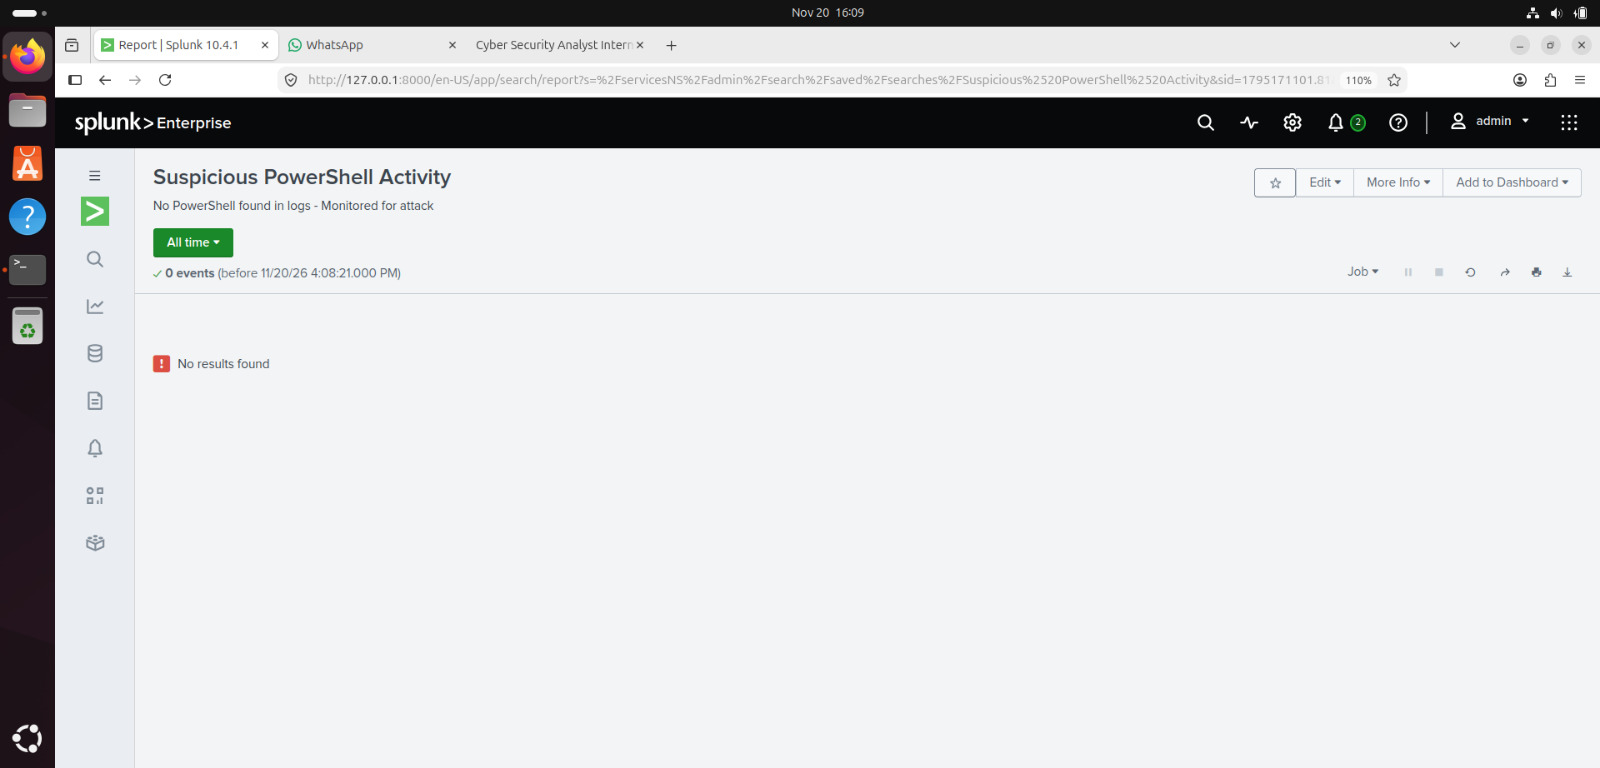 Nov 20 16:09
Report | Splunk 10.4.1
WhatsApp
Cyber Security Analyst Intern
http://127.0.0.1:8000/en-US/app/search/report?s=%2FservicesNS%2Fadmin%2Fsearch%2Fsaved%2Fsearches%2FSuspicious%2520PowerShell%2520Activity&sid=1795171101.81
110%
splunk> Enterprise
2
admin
Suspicious PowerShell Activity
Edit
More Info
Add to Dashboard
No PowerShell found in logs - Monitored for attack
All time
0 events (before 11/20/26 4:08:21.000 PM)
Job
No results found